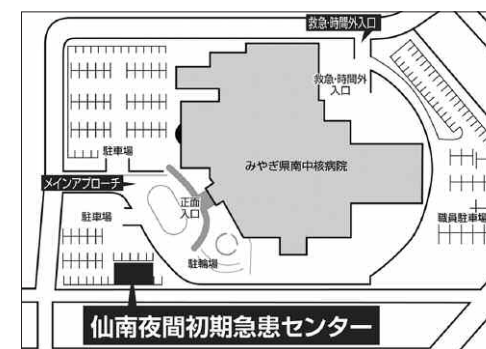 救急・時間外入口
救急・時間外
入口
駐車場
みやぎ県南中核病院
メインアプローチ
正面
入口
駐車場
職員駐車場
駐輪場
仙南夜間初期急患センター